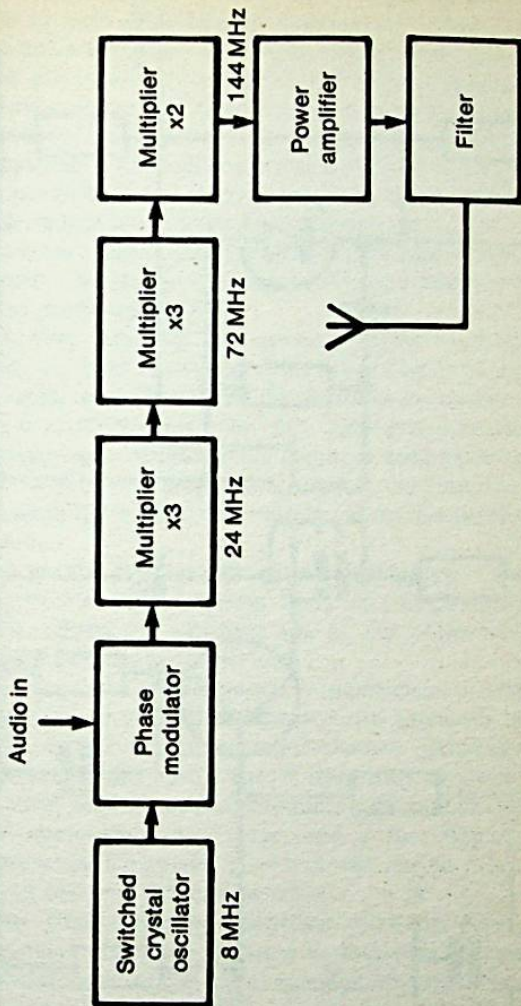 Audio in
Switched
crystal
oscillator
8 MHz
Phase
modulator
Multiplier
x3
24 MHz
Multiplier
x3
72 MHz
Multiplier
x2
144 MHz
Power
amplifier
Filter